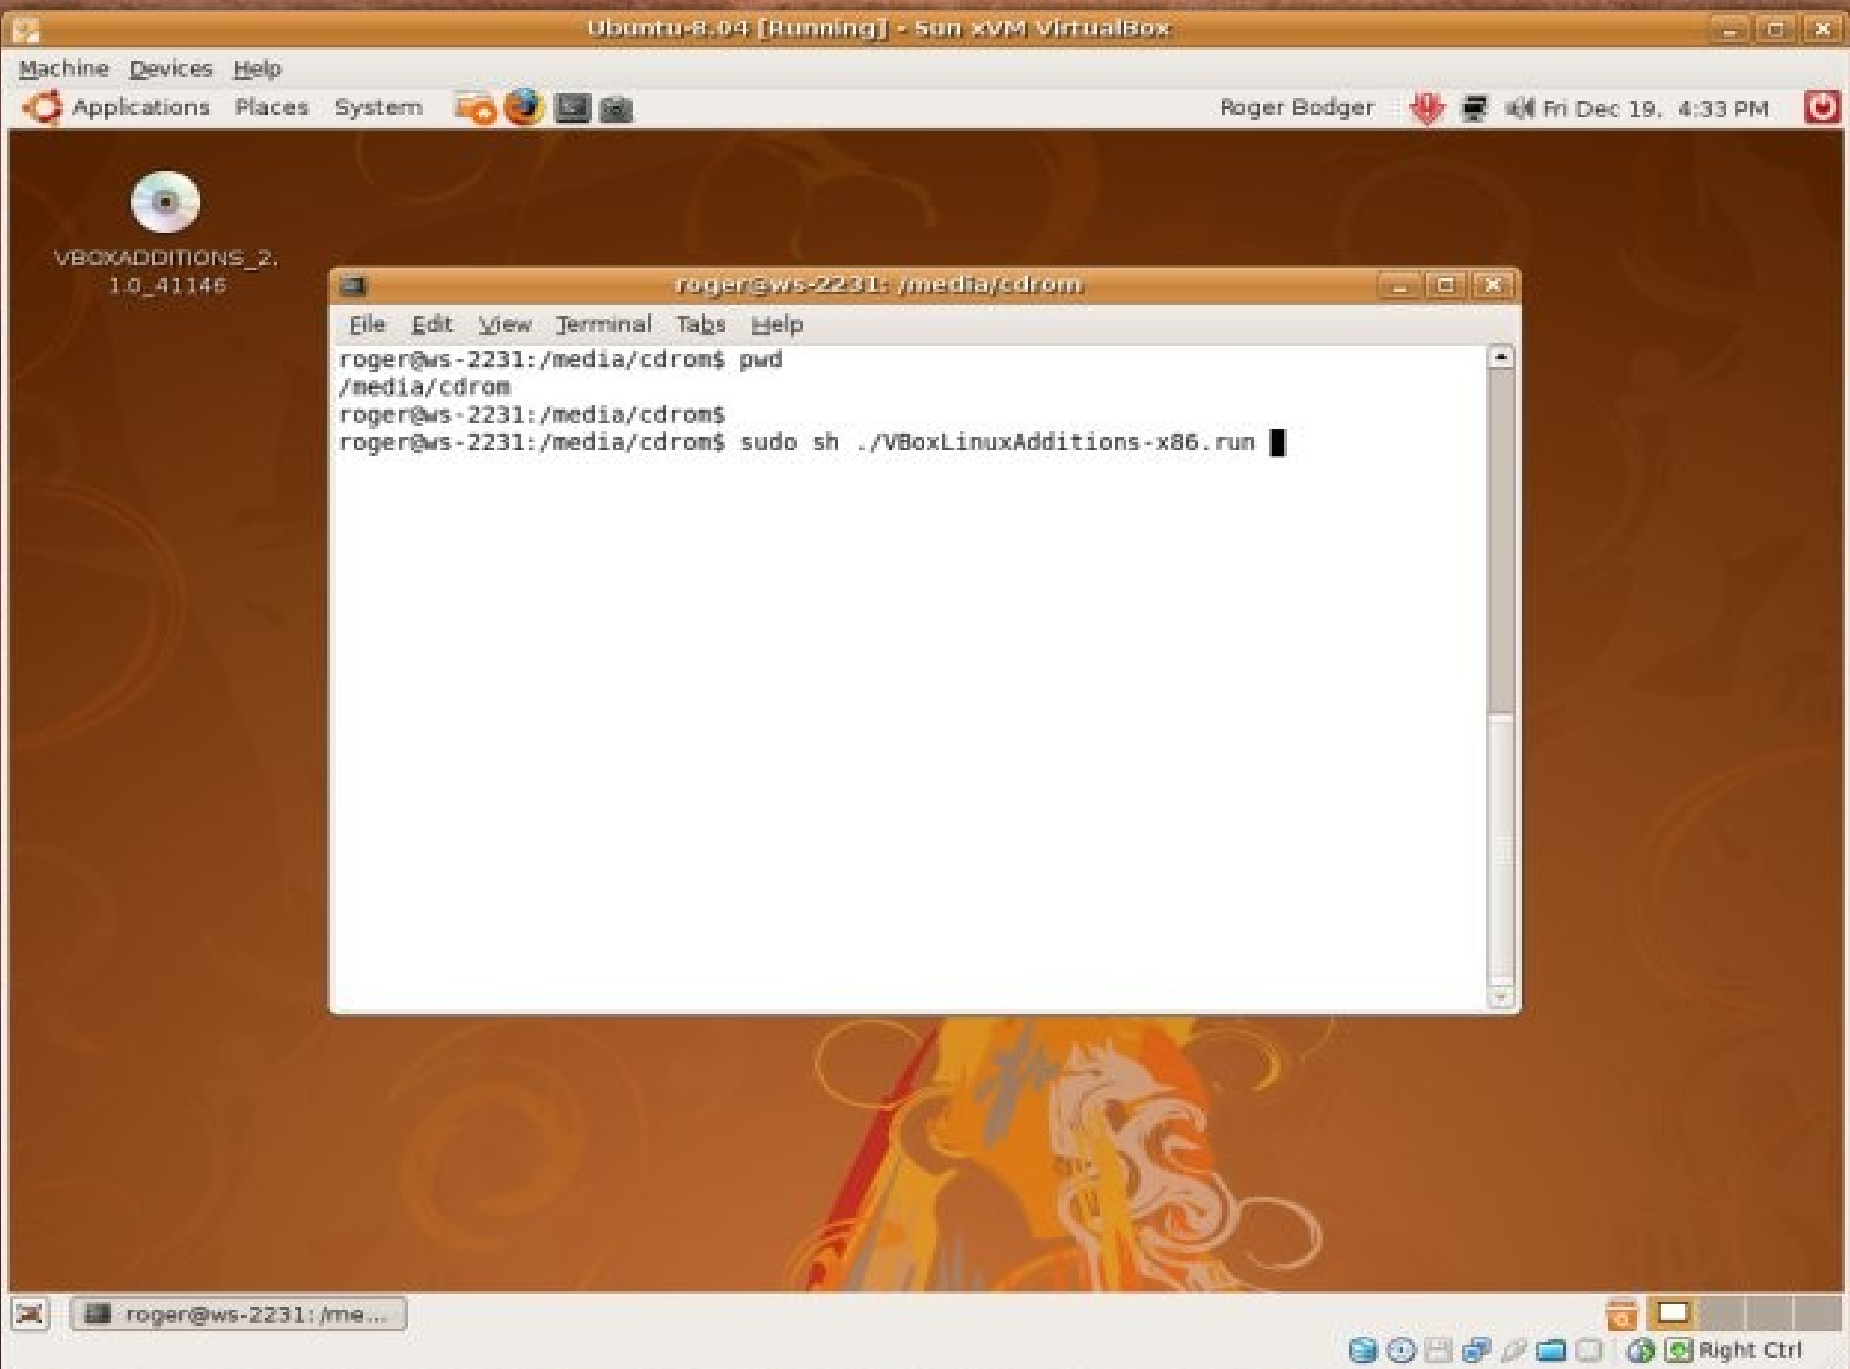 Ubuntu-8.04 [Running] - Sun xVM VirtualBox
Machine Devices Help
Applications Places System Roger Bodger Fri Dec 19, 4:33 PM
VBOXADDITIONS_2.
1.0_41146
roger@ws-2231: /media/cdrom
File Edit View Terminal Tabs Help
roger@ws-2231:/media/cdrom$ pwd
/media/cdrom
roger@ws-2231:/media/cdrom$
roger@ws-2231:/media/cdrom$ sudo sh ./VBoxLinuxAdditions-x86.run
roger@ws-2231: /me...
Right Ctrl